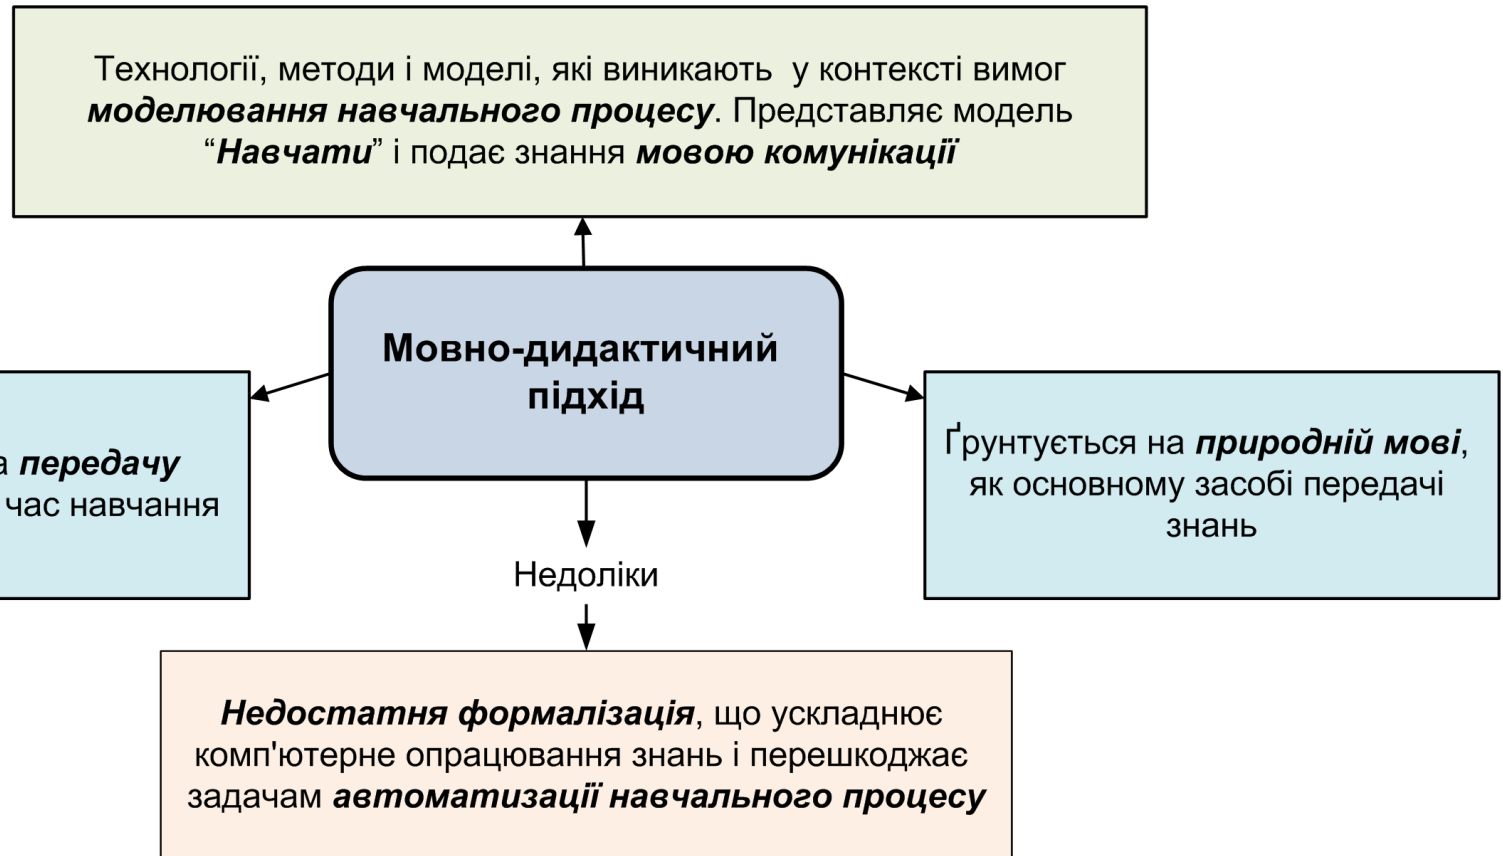 Технології, методи і моделі, які виникають у контексті вимог
моделювання навчального процесу. Представляє модель
“Навчати” і подає знання мовою комунікації
Мовно-дидактичний
підхід
передачу
час навчання
Ґрунтується на природній мові,
як основному засобі передачі
знань
Недоліки
Недостатня формалізація, що ускладнює
комп'ютерне опрацювання знань і перешкоджає
задачам автоматизації навчального процесу